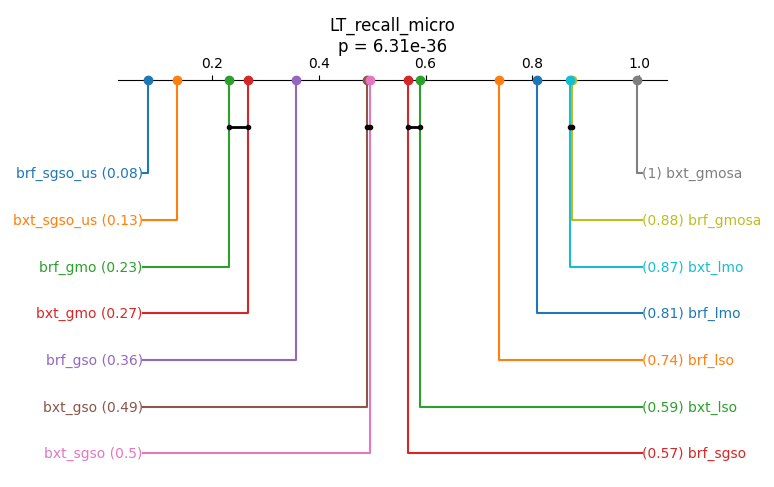 LT_recall_micro
p = 6.31e-36
0.2 0.4 0.6 0.8 1.0
brf_sgso_us (0.08) (1) bxt_gmosa
bxt_sgso_us (0.13) (0.88) brf_gmosa
brf_gmo (0.23) (0.87) bxt_lmo
bxt_gmo (0.27) (0.81) brf_lmo
brf_gso (0.36) (0.74) brf_lso
bxt_gso (0.49) (0.59) bxt_lso
bxt_sgso (0.5) (0.57) brf_sgso